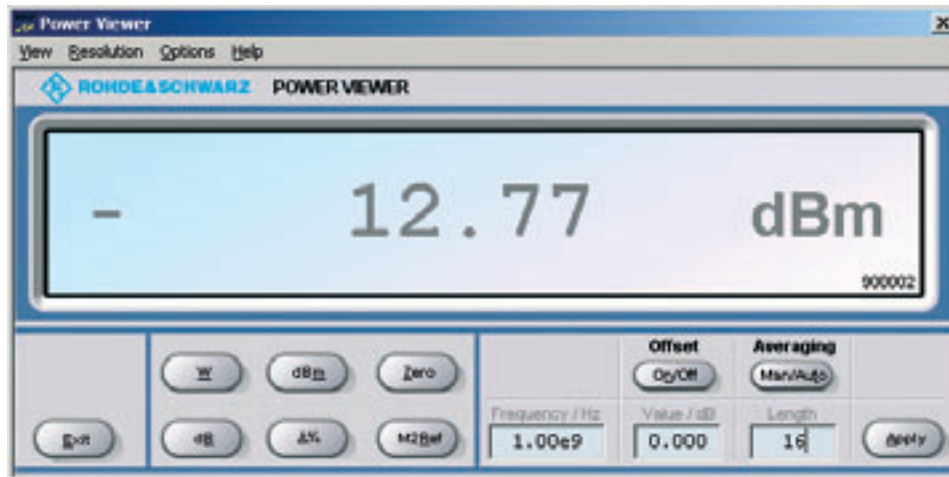 Power Viewer
View Resolution Options Help
ROHDE&SCHWARZ POWER VIEWER
- 12.77 dBm
900002
Offset Averaging
W dBm Zero On/Off Man/Auto
Frequency / Hz Value / dB Length
Exit dB Δ% M2Ref 1.00e9 0.000 16 Apply